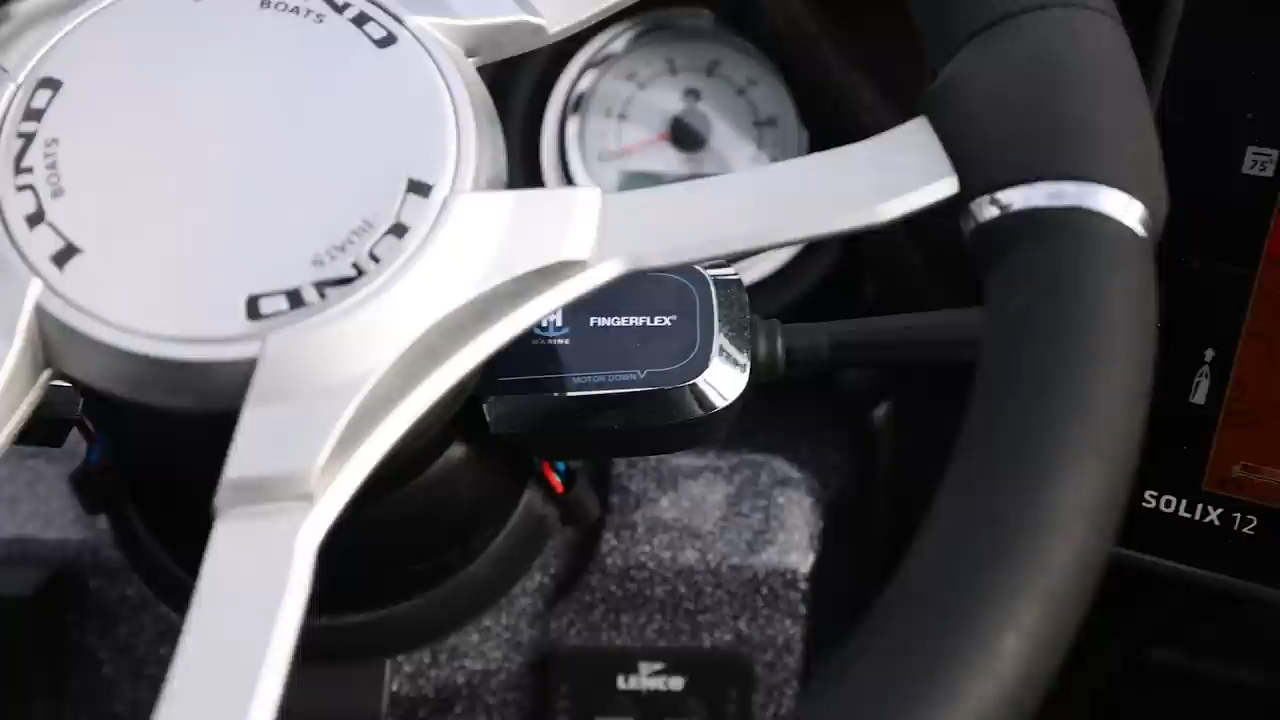 LUND
BOATS
LUND
BOATS
LUND
BOATS
75°
FINGERFLEX®
MARINE
MOTOR DOWN
SOLIX 12
LENCO